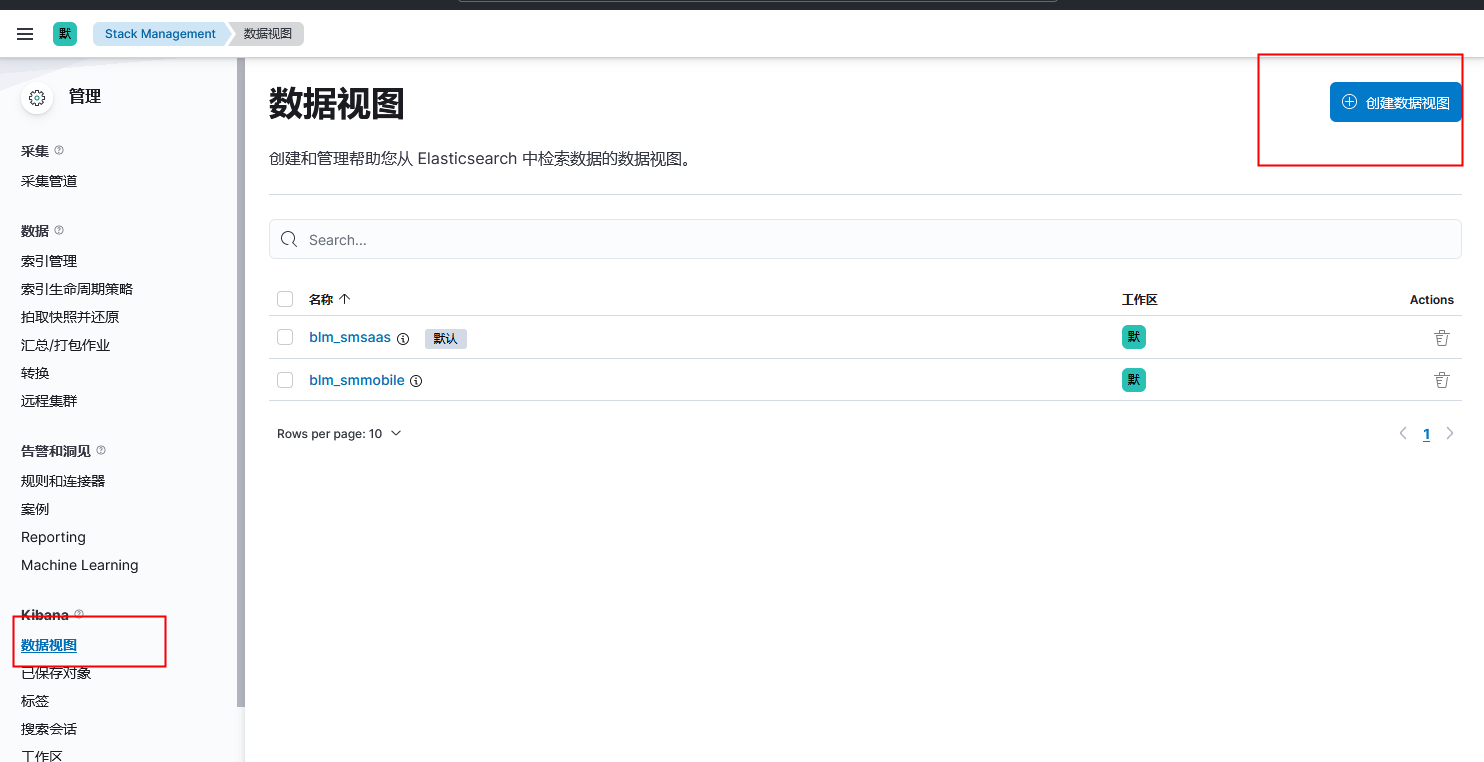 默 Stack Management 数据视图
管理
采集
采集管道
数据
索引管理
索引生命周期策略
拍取快照并还原
汇总/打包作业
转换
远程集群
告警和洞见
规则和连接器
案例
Reporting
Machine Learning
Kibana
数据视图
已保存对象
标签
搜索会话
工作区
数据视图
创建数据视图
创建和管理帮助您从 Elasticsearch 中检索数据的数据视图。
Search...
名称 工作区 Actions
blm_smsaas 默认 默
blm_smmobile 默
Rows per page: 10 1